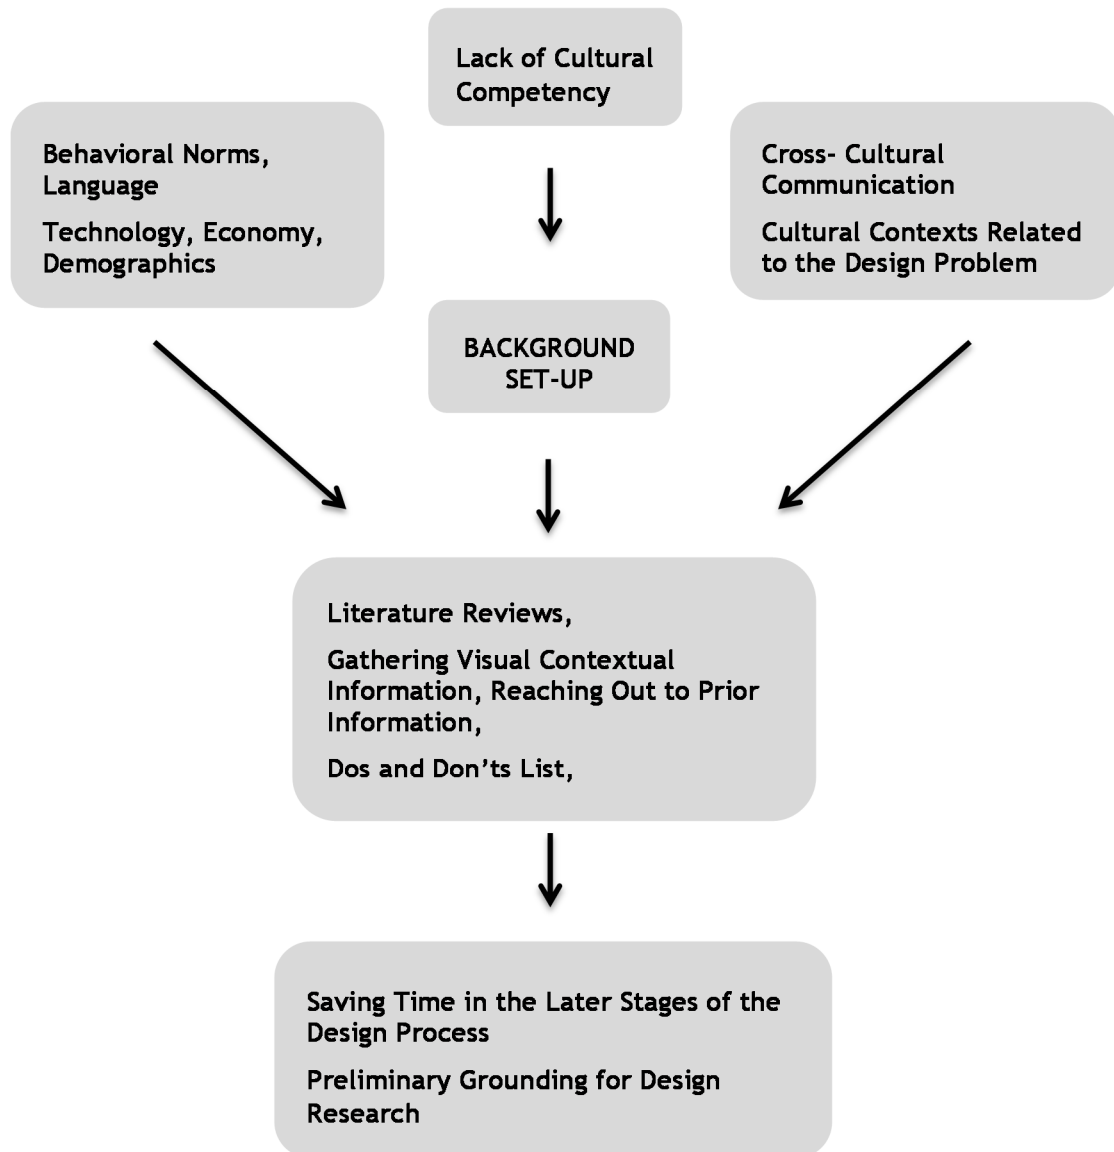 Lack of Cultural
Competency
Behavioral Norms,
Language
Technology, Economy,
Demographics
Cross- Cultural
Communication
Cultural Contexts Related
to the Design Problem
BACKGROUND
SET-UP
Literature Reviews,
Gathering Visual Contextual
Information, Reaching Out to Prior
Information,
Dos and Don’ts List,
Saving Time in the Later Stages of the
Design Process
Preliminary Grounding for Design
Research